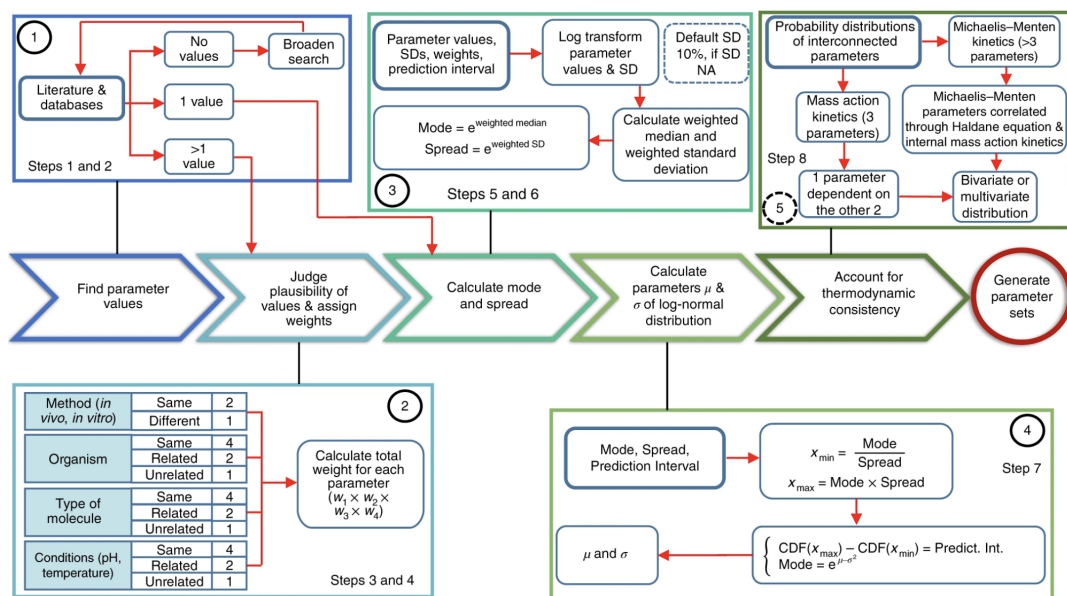 1
No
values
Broaden
search
Literature &
databases
1 value
>1
value
Steps 1 and 2
Parameter values,
SDs, weights,
prediction interval
Log transform
parameter
values & SD
Default SD
10%, if SD
NA
Mode = e^weighted median
Spread = e^weighted SD
Calculate weighted
median and
weighted standard
deviation
3
Steps 5 and 6
Probability distributions
of interconnected
parameters
Michaelis–Menten
kinetics (>3
parameters)
Mass action
kinetics (3
parameters)
Michaelis–Menten
parameters correlated
through Haldane equation &
internal mass action kinetics
Step 8
5
1 parameter
dependent on
the other 2
Bivariate or
multivariate
distribution
Find parameter
values
Judge
plausibility of
values & assign
weights
Calculate mode
and spread
Calculate
parameters μ &
σ of log-normal
distribution
Account for
thermodynamic
consistency
Generate
parameter
sets
2
Method (in
vivo, in vitro)
Same 2
Different 1
Organism
Same 4
Related 2
Unrelated 1
Type of
molecule
Same 4
Related 2
Unrelated 1
Conditions (pH,
temperature)
Same 4
Related 2
Unrelated 1
Calculate total
weight for each
parameter
(w₁ × w₂ ×
w₃ × w₄)
Steps 3 and 4
4
Mode, Spread,
Prediction Interval
x_min = Mode / Spread
x_max = Mode × Spread
Step 7
μ and σ
CDF(x_max) – CDF(x_min) = Predict. Int.
Mode = e^μ–σ²